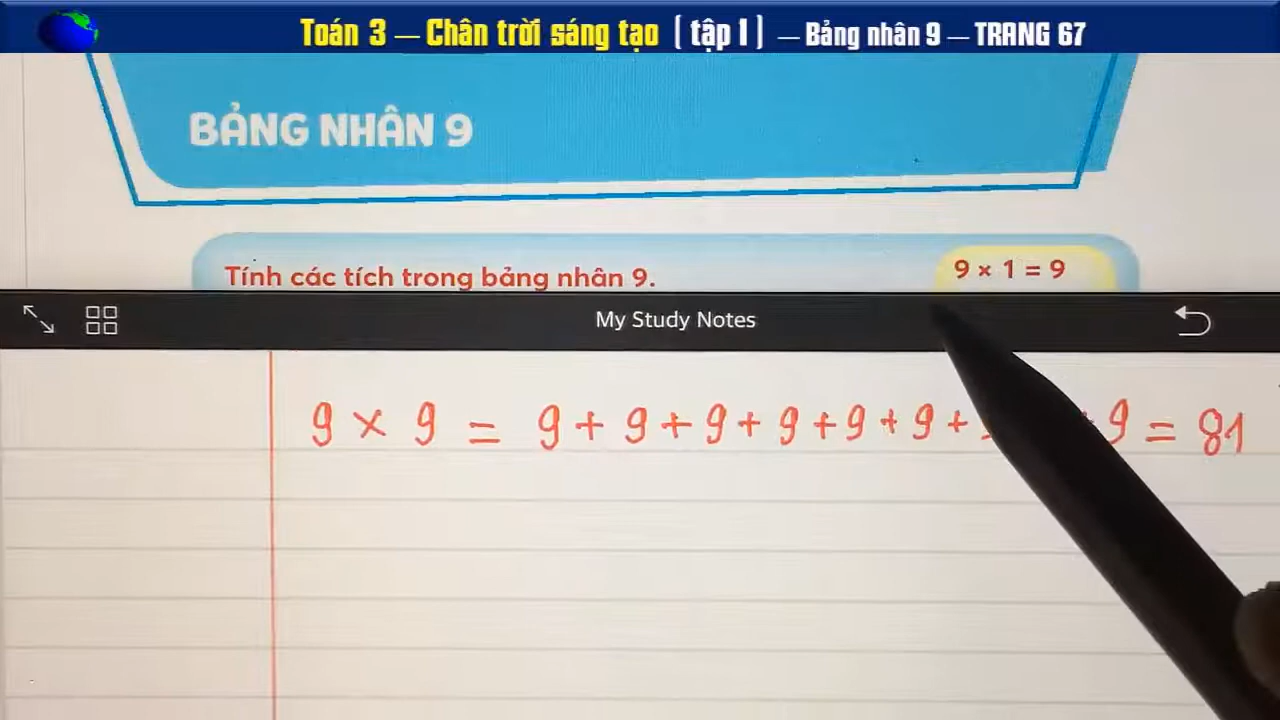 Toán 3 – Chân trời sáng tạo ( tập 1 ) – Bảng nhân 9 – TRANG 67
BẢNG NHÂN 9
Tính các tích trong bảng nhân 9.
9 × 1 = 9
My Study Notes
9 × 9 = 9 + 9 + 9 + 9 + 9 + 9 + + 9 = 81